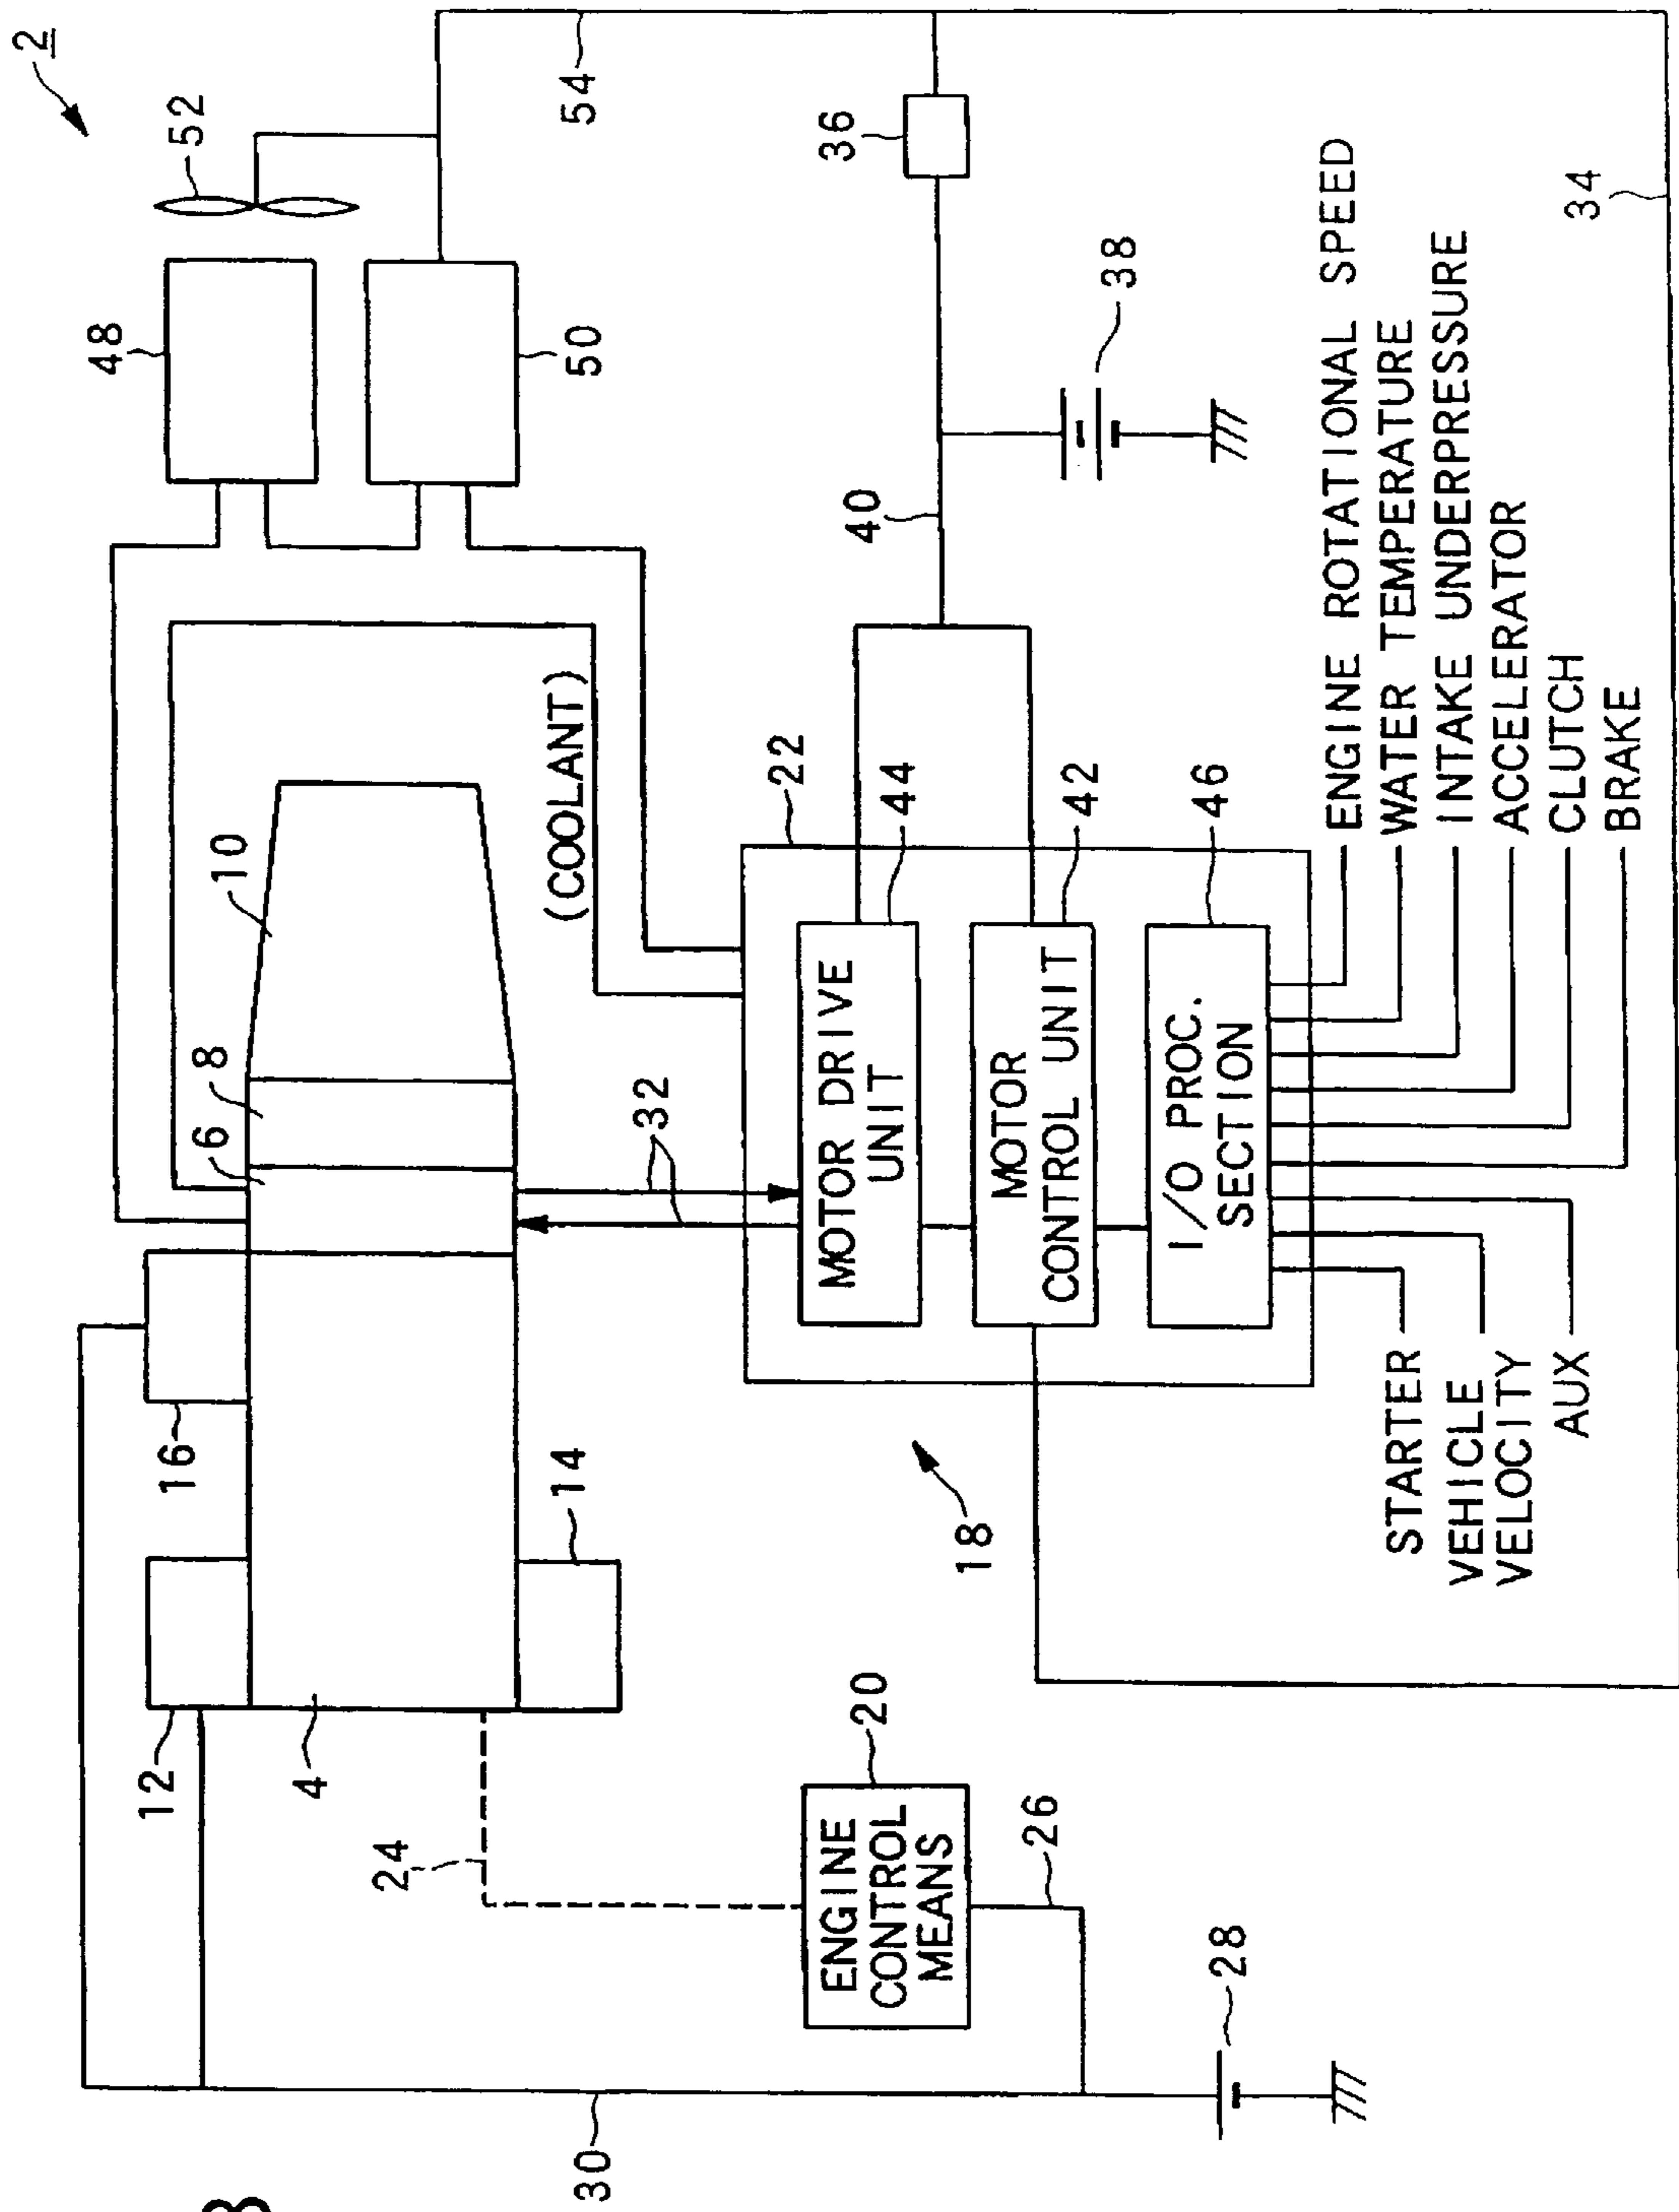 2
52
48
50
54
36
38
40
34
10
8
6
(COOLANT)
22
44
42
46
32
MOTOR DRIVE
UNIT
MOTOR
CONTROL UNIT
I/O PROC.
SECTION
ENGINE ROTATIONAL SPEED
WATER TEMPERATURE
INTAKE UNDERPRESSURE
ACCELERATOR
CLUTCH
BRAKE
STARTER
VEHICLE
VELOCITY
AUX
16
14
18
12
4
24
20
ENGINE
CONTROL
MEANS
26
28
30